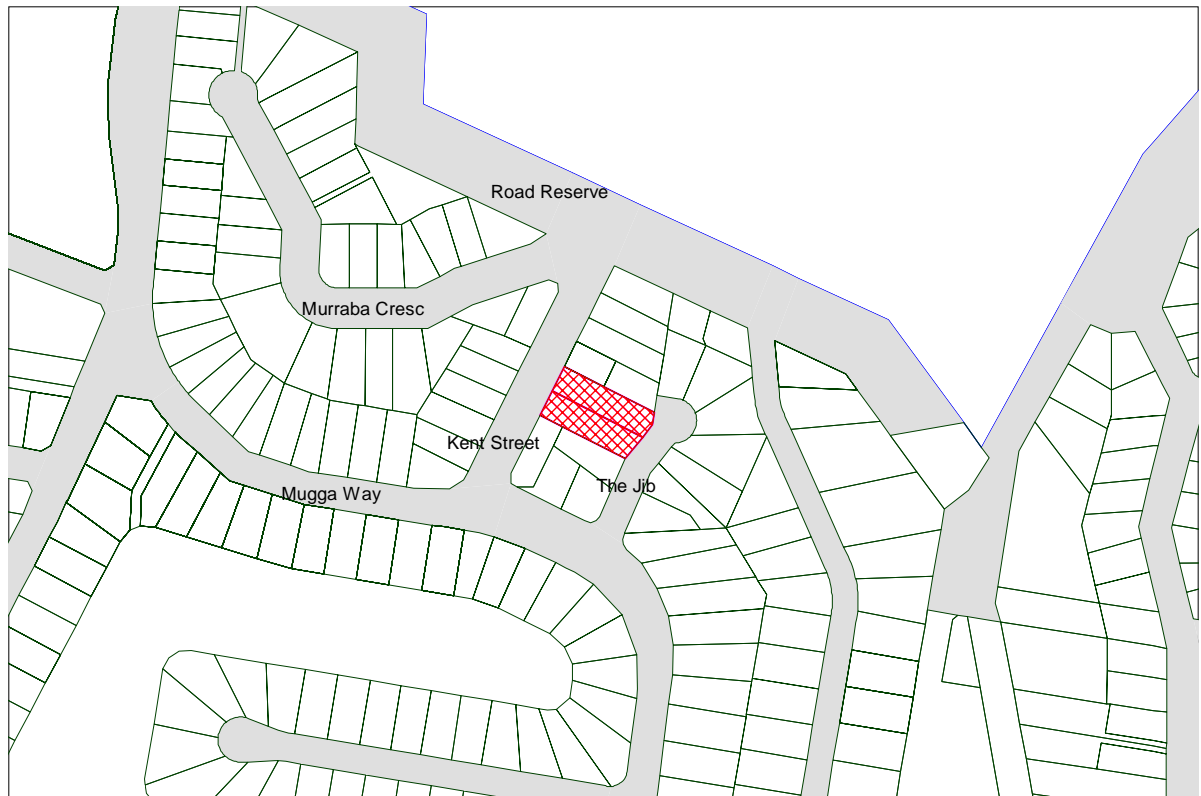 Road Reserve
Murraba Cresc
Kent Street
The Jib
Mugga Way